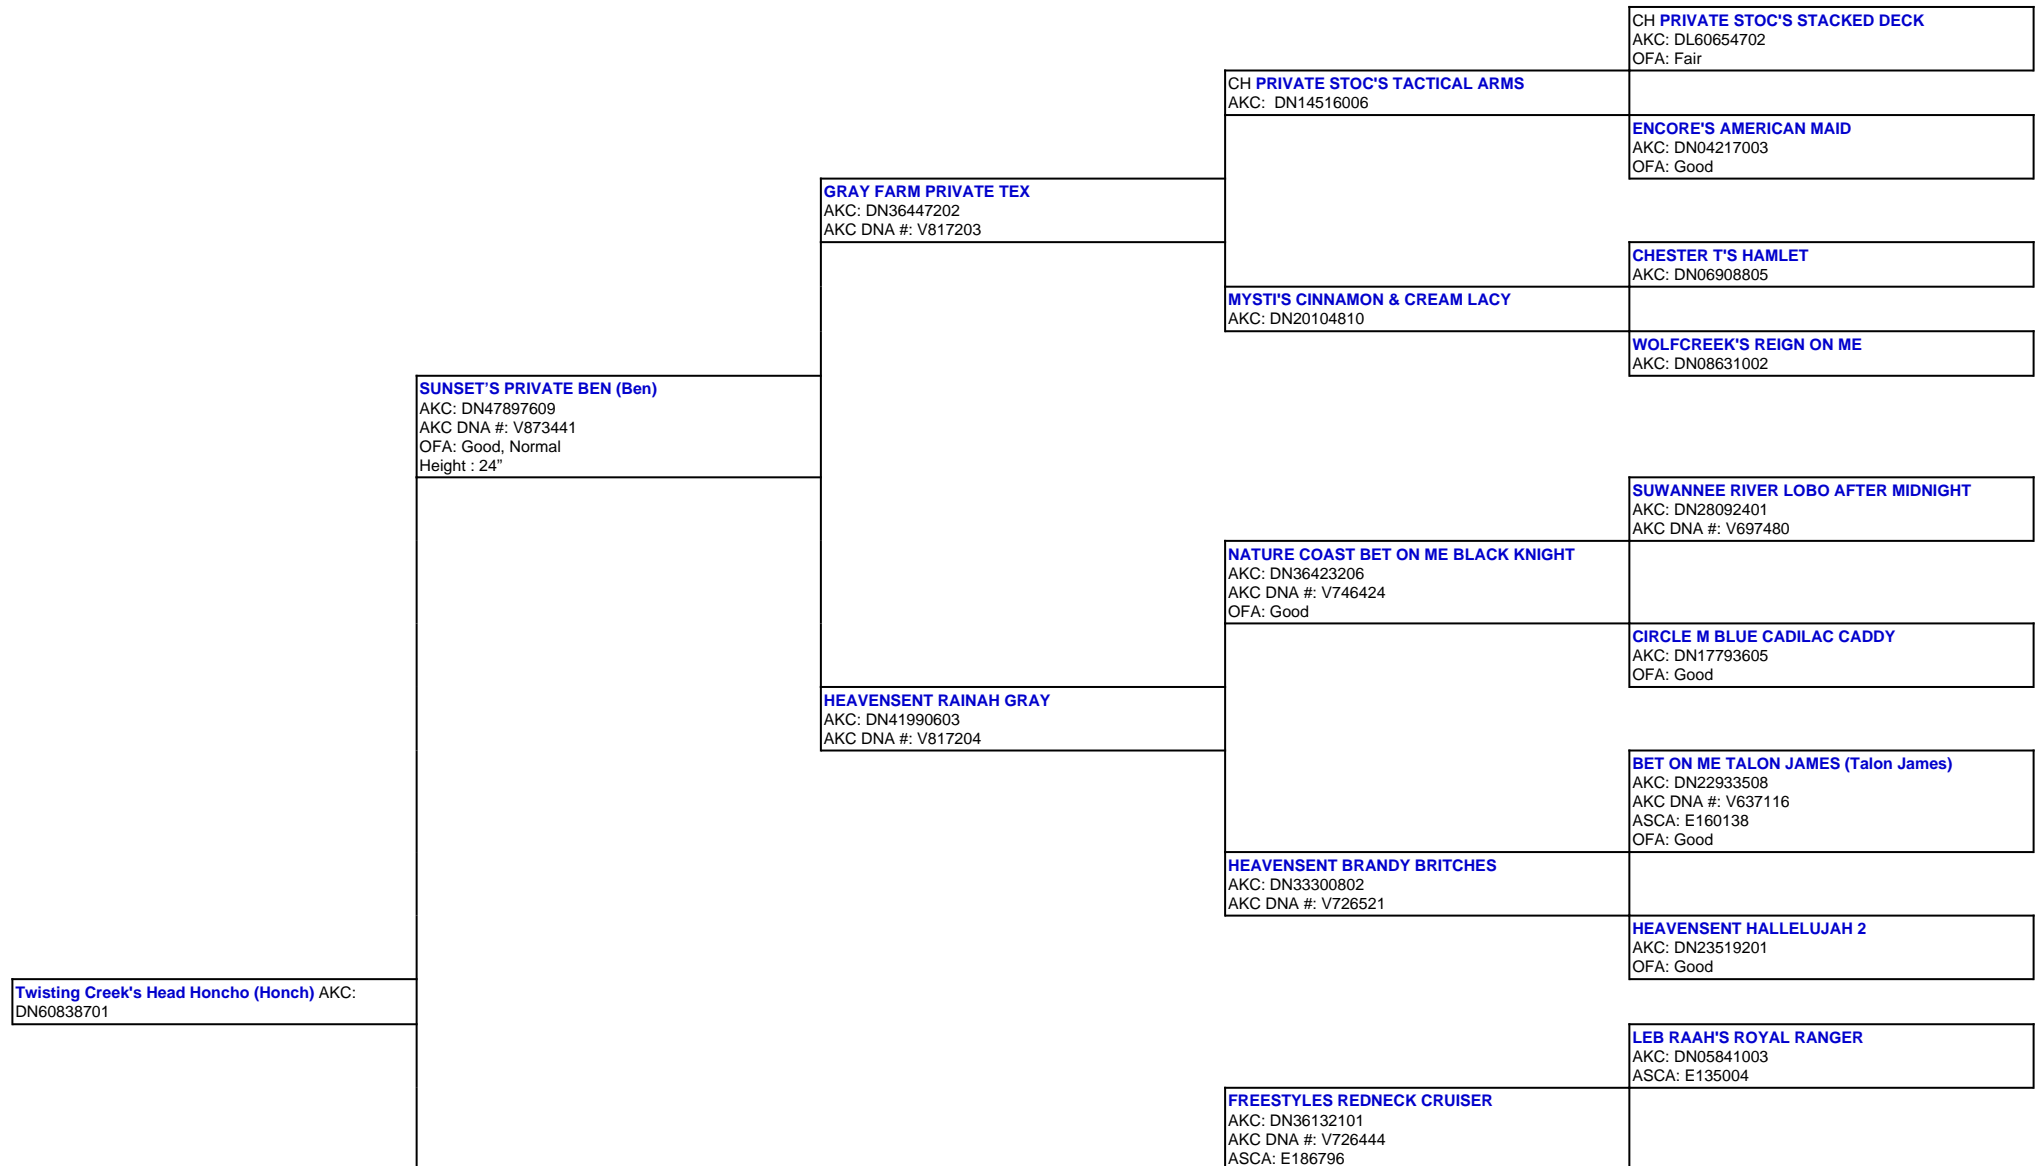 CH PRIVATE STOC'S STACKED DECK
AKC: DL60654702
OFA: Fair
CH PRIVATE STOC'S TACTICAL ARMS
AKC:  DN14516006
ENCORE'S AMERICAN MAID
AKC: DN04217003
OFA: Good
GRAY FARM PRIVATE TEX
AKC: DN36447202
AKC DNA #: V817203
CHESTER T'S HAMLET
AKC: DN06908805
MYSTI'S CINNAMON & CREAM LACY
AKC: DN20104810
WOLFCREEK'S REIGN ON ME
AKC: DN08631002
SUNSET’S PRIVATE BEN (Ben)
AKC: DN47897609
AKC DNA #: V873441
OFA: Good, Normal
Height : 24”
SUWANNEE RIVER LOBO AFTER MIDNIGHT
AKC: DN28092401
AKC DNA #: V697480
NATURE COAST BET ON ME BLACK KNIGHT
AKC: DN36423206
AKC DNA #: V746424
OFA: Good
CIRCLE M BLUE CADILAC CADDY
AKC: DN17793605
OFA: Good
HEAVENSENT RAINAH GRAY
AKC: DN41990603
AKC DNA #: V817204
BET ON ME TALON JAMES (Talon James)
AKC: DN22933508
AKC DNA #: V637116
ASCA: E160138
OFA: Good
HEAVENSENT BRANDY BRITCHES
AKC: DN33300802
AKC DNA #: V726521
HEAVENSENT HALLELUJAH 2
AKC: DN23519201
OFA: Good
Twisting Creek's Head Honcho (Honch) AKC:
DN60838701
LEB RAAH'S ROYAL RANGER
AKC: DN05841003
ASCA: E135004
FREESTYLES REDNECK CRUISER
AKC: DN36132101
AKC DNA #: V726444
ASCA: E186796